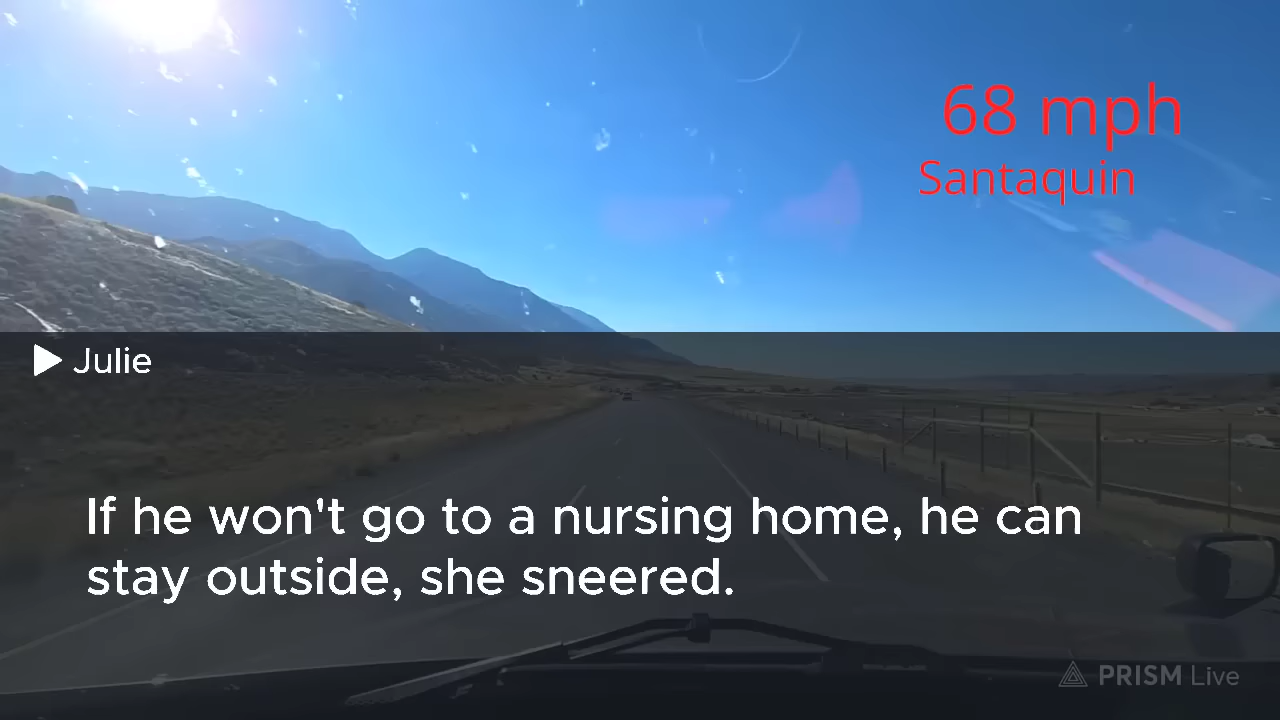 68 mph
Santaquin
Julie
If he won't go to a nursing home, he can
stay outside, she sneered.
PRISM Live